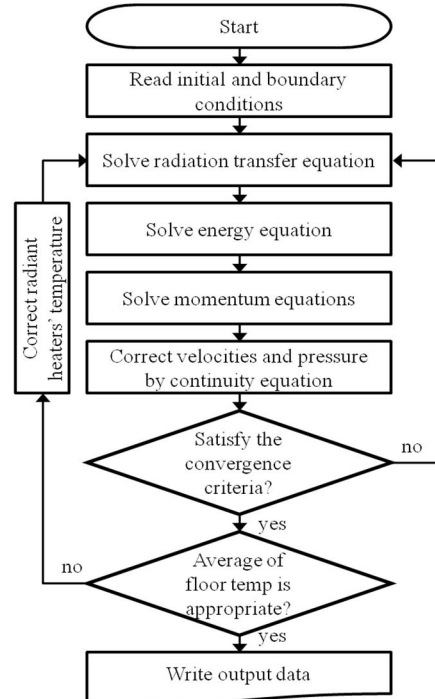 Start
Read initial and boundary
conditions
Solve radiation transfer equation
Solve energy equation
Correct radiant
heaters' temperature
Solve momentum equations
Correct velocities and pressure
by continuity equation
Satisfy the
convergence
criteria?
no
yes
Average of
floor temp is
appropriate?
no
yes
Write output data